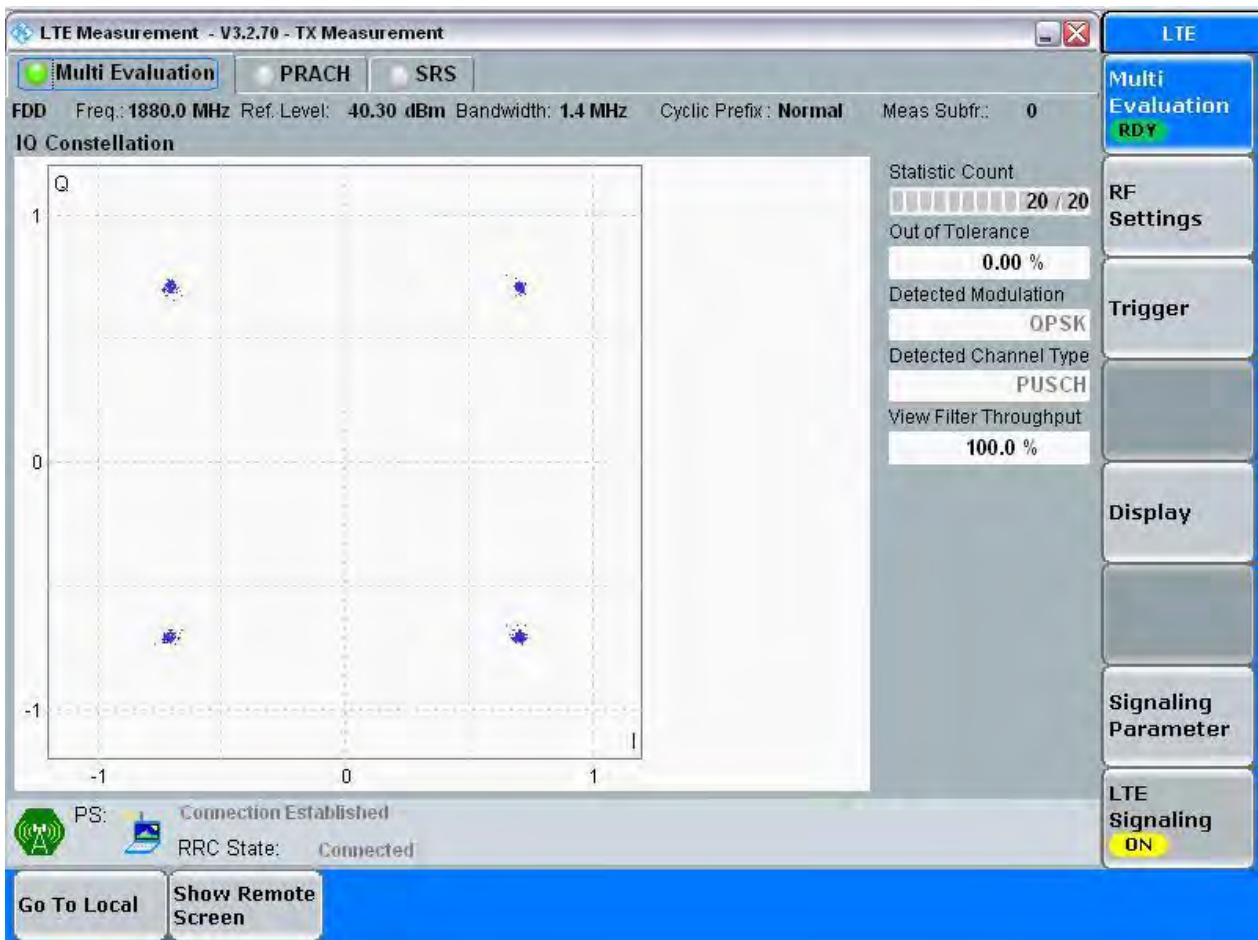 LTE Measurement - V3.2.70 - TX Measurement
LTE
Multi Evaluation PRACH SRS
FDD Freq.: 1880.0 MHz Ref. Level: 40.30 dBm Bandwidth: 1.4 MHz Cyclic Prefix: Normal Meas Subfr.: 0
IQ Constellation
Q
1
0
-1
I
-1 0 1
Statistic Count
20 / 20
Out of Tolerance
0.00 %
Detected Modulation
QPSK
Detected Channel Type
PUSCH
View Filter Throughput
100.0 %
Multi
Evaluation
RDY
RF
Settings
Trigger
Display
Signaling
Parameter
LTE
Signaling
ON
PS: Connection Established
RRC State: Connected
Go To Local
Show Remote
Screen